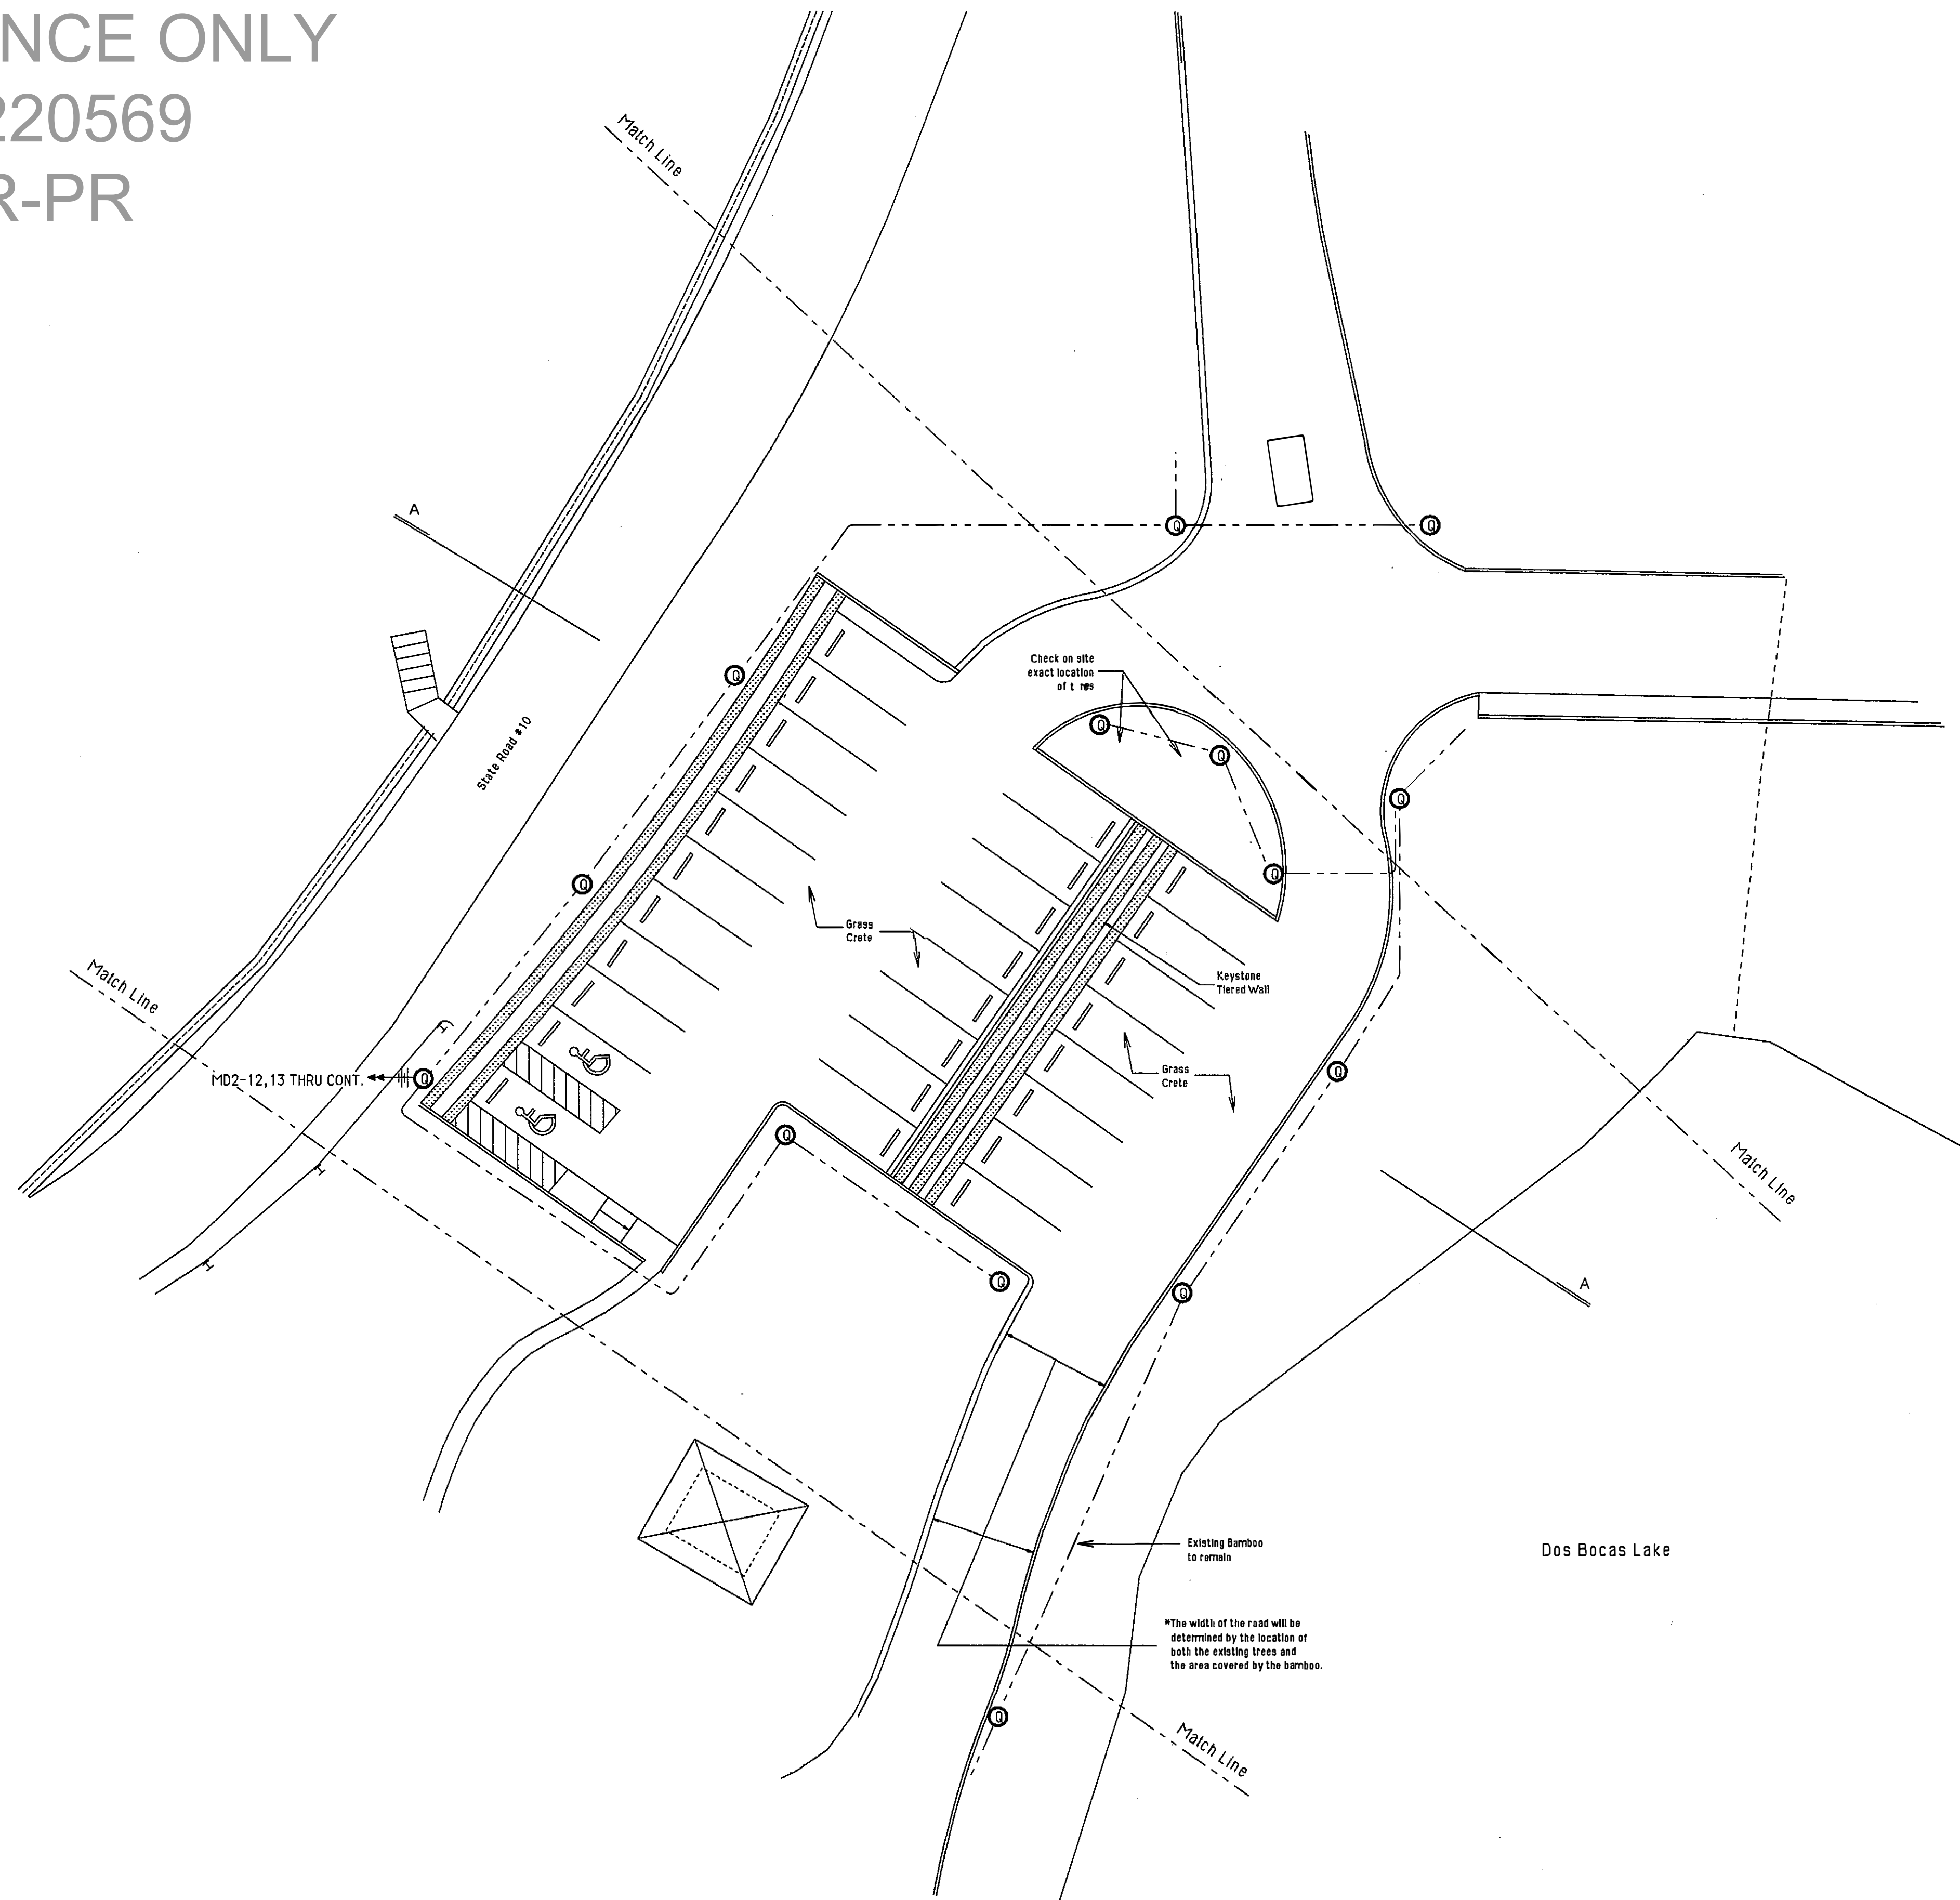 NCE ONLY
220569
R-PR
Match Line
A
Check on site
exact location
of t res
State Road #10
Grass
Crete
Keystone
Tiered Wall
Match Line
MD2-12,13 THRU CONT.
Grass
Crete
Match Line
A
Existing Bamboo
to remain
Dos Bocas Lake
*The width of the road will be
determined by the location of
both the existing trees and
the area covered by the bamboo.
Match Line
Q
Q
Q
Q
Q
Q
Q
Q
Q
Q
Q
Q
Q
Q